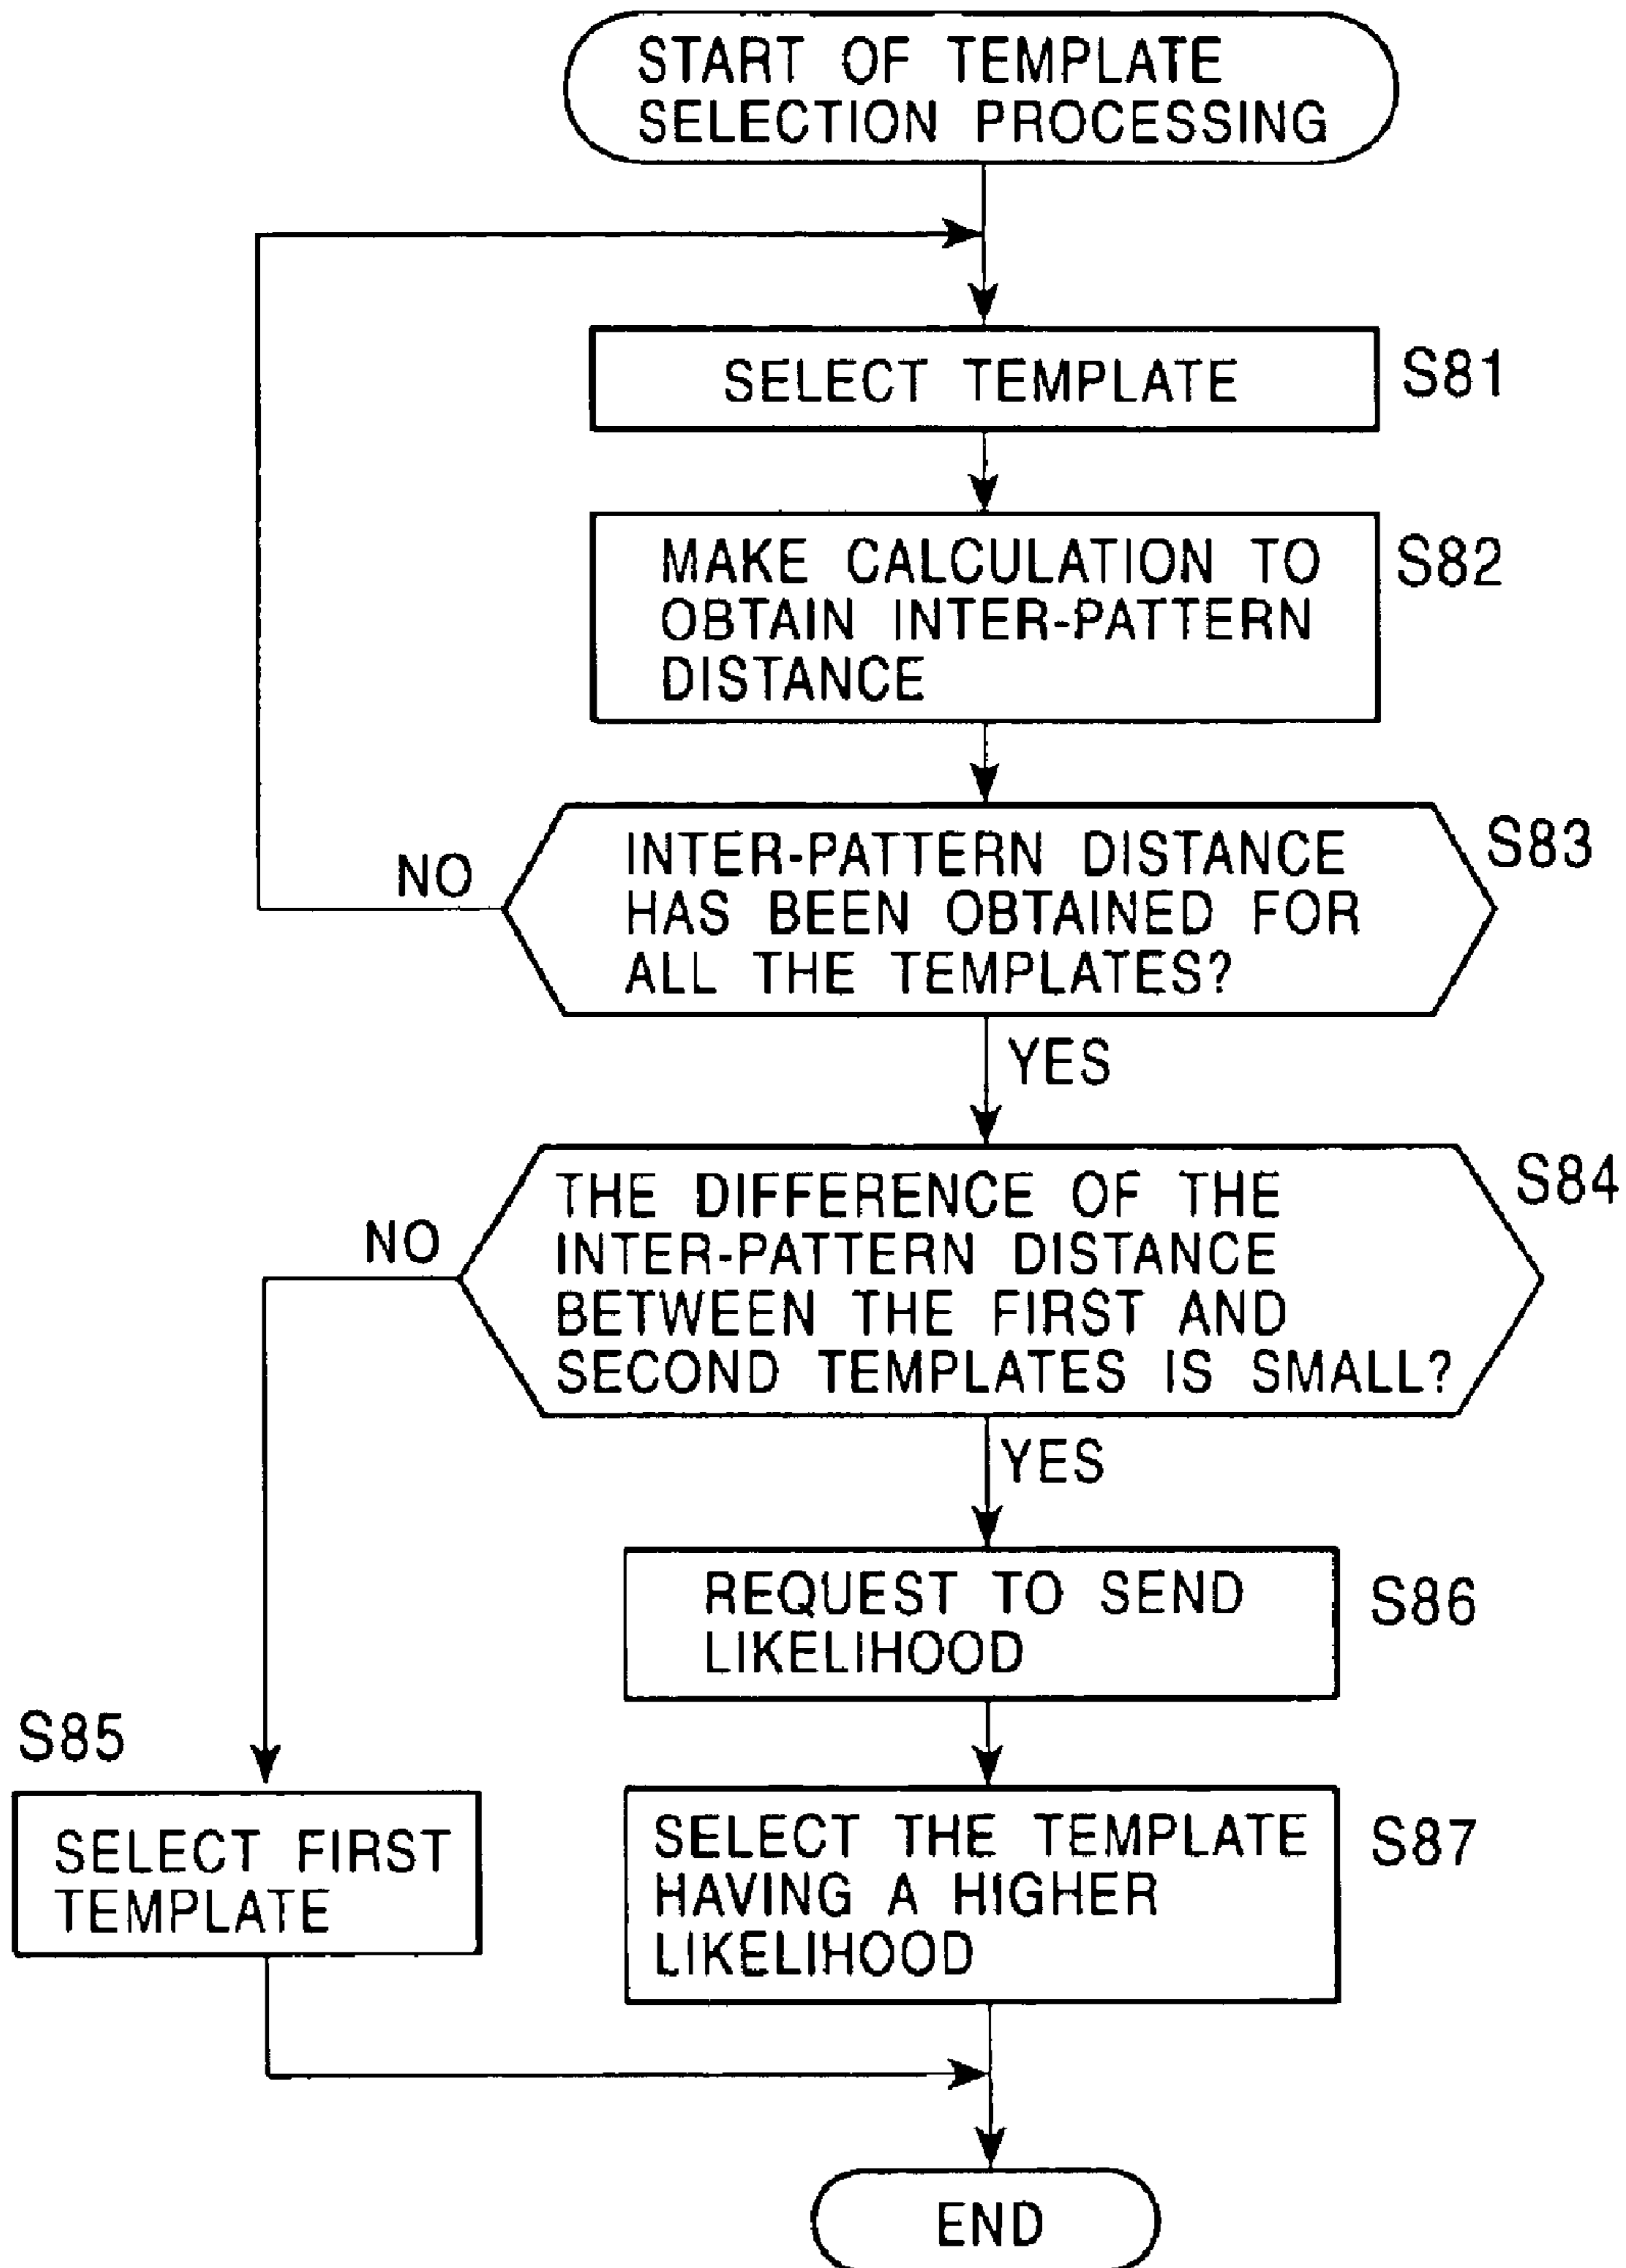 START OF TEMPLATE
SELECTION PROCESSING
SELECT TEMPLATE
S81
MAKE CALCULATION TO
OBTAIN INTER-PATTERN
DISTANCE
S82
INTER-PATTERN DISTANCE
HAS BEEN OBTAINED FOR
ALL THE TEMPLATES?
S83
NO
YES
THE DIFFERENCE OF THE
INTER-PATTERN DISTANCE
BETWEEN THE FIRST AND
SECOND TEMPLATES IS SMALL?
S84
NO
YES
REQUEST TO SEND
LIKELIHOOD
S86
S85
SELECT FIRST
TEMPLATE
SELECT THE TEMPLATE
HAVING A HIGHER
LIKELIHOOD
S87
END